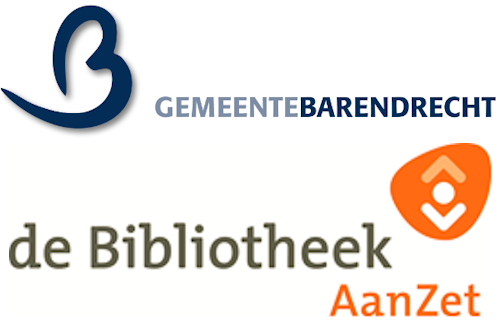 GEMEENTEBARENDRECHT
de Bibliotheek
AanZet